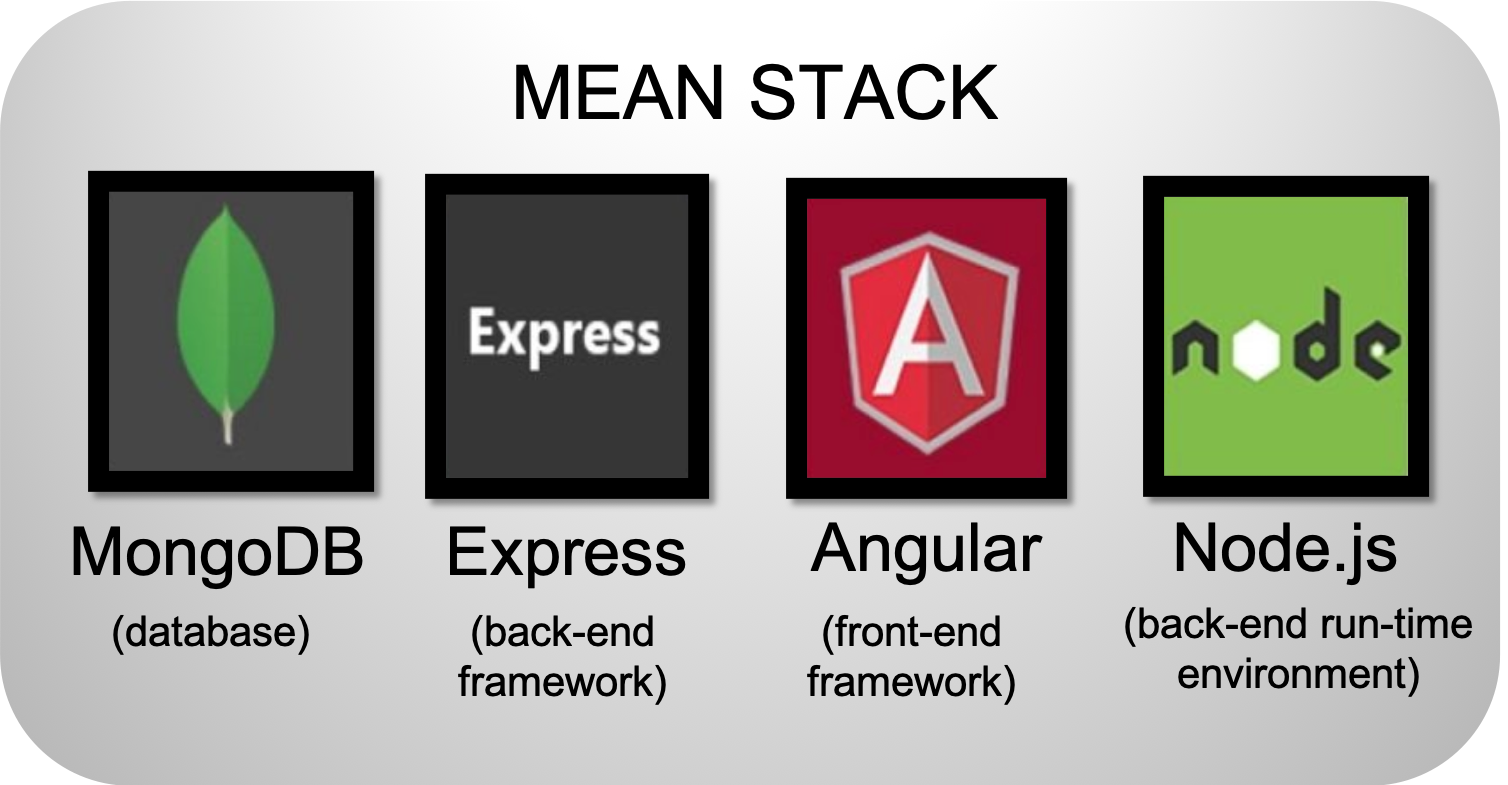 MEAN STACK
Express
node
MongoDB
Express
Angular
Node.js
(database)
(back-end
framework)
(front-end
framework)
(back-end run-time
environment)